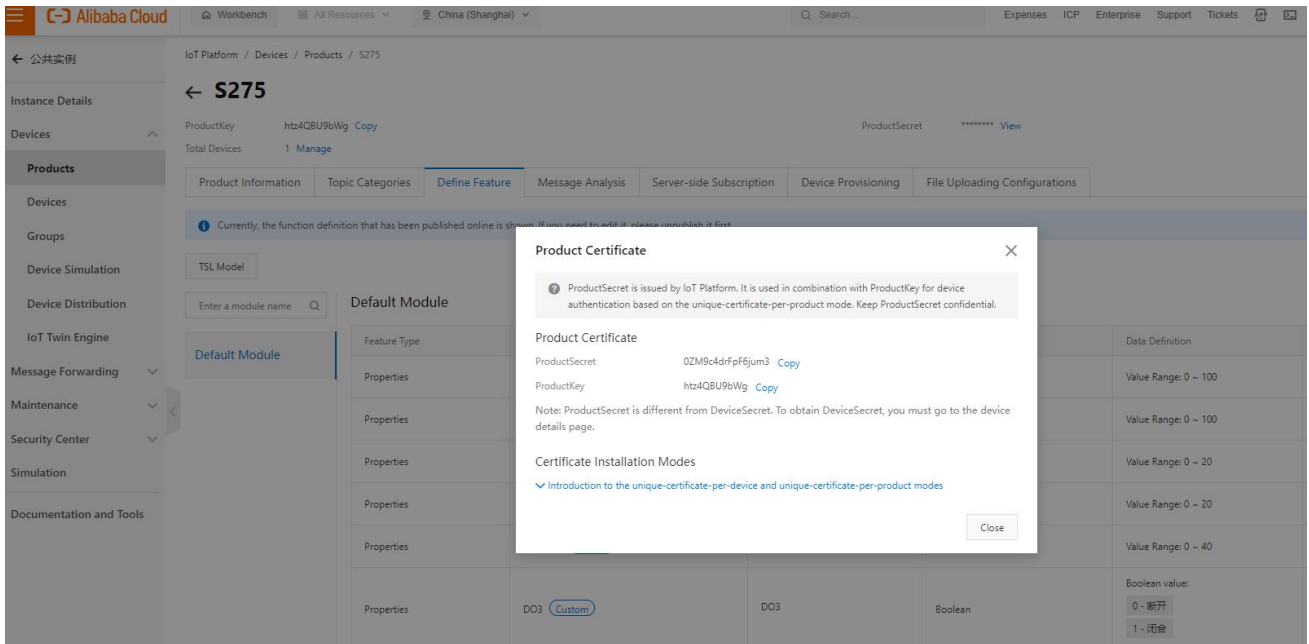 Alibaba Cloud
Workbench
All Resources
China (Shanghai)
Search...
Expenses ICP Enterprise Support Tickets
公共实例
Instance Details
Devices
Products
Devices
Groups
Device Simulation
Device Distribution
IoT Twin Engine
Message Forwarding
Maintenance
Security Center
Simulation
Documentation and Tools
IoT Platform / Devices / Products / S275
S275
ProductKey htz4QBU9bWg Copy
ProductSecret ******** View
Total Devices 1 Manage
Product Information Topic Categories Define Feature Message Analysis Server-side Subscription Device Provisioning File Uploading Configurations
Currently, the function definition that has been published online is shown. If you need to edit it, please unpublish it first.
TSL Model
Enter a module name
Default Module
Default Module
Feature Type Data Definition
Properties Value Range: 0 ~ 100
Properties Value Range: 0 ~ 100
Properties Value Range: 0 ~ 20
Properties Value Range: 0 ~ 20
Properties Value Range: 0 ~ 40
Properties DO3 Custom DO3 Boolean
Boolean value:
0 - 断开
1 - 闭合
Product Certificate
ProductSecret is issued by IoT Platform. It is used in combination with ProductKey for device
authentication based on the unique-certificate-per-product mode. Keep ProductSecret confidential.
Product Certificate
ProductSecret 0ZM9c4drFpF6jum3 Copy
ProductKey htz4QBU9bWg Copy
Note: ProductSecret is different from DeviceSecret. To obtain DeviceSecret, you must go to the device
details page.
Certificate Installation Modes
Introduction to the unique-certificate-per-device and unique-certificate-per-product modes
Close